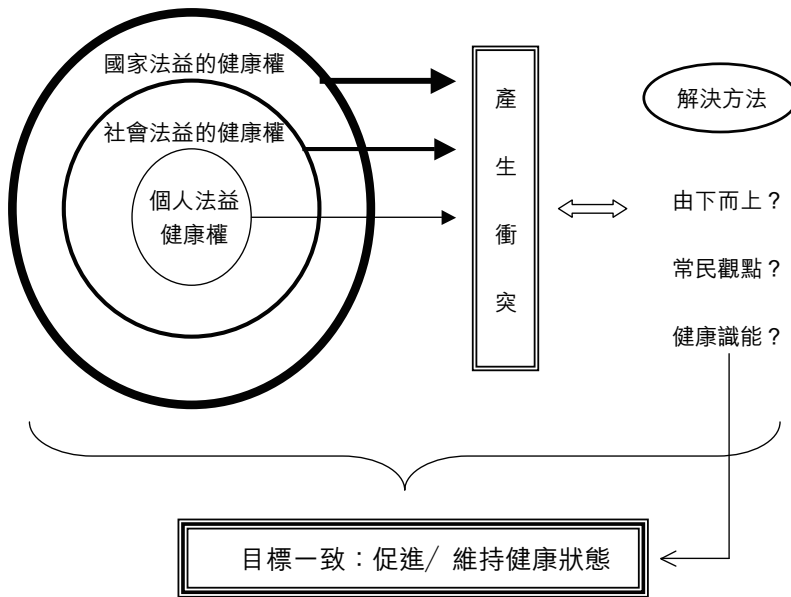 國家法益的健康權
社會法益的健康權
個人法益
健康權
產
生
衝
突
解決方法
由下而上？
常民觀點？
健康識能？
目標一致：促進/ 維持健康狀態